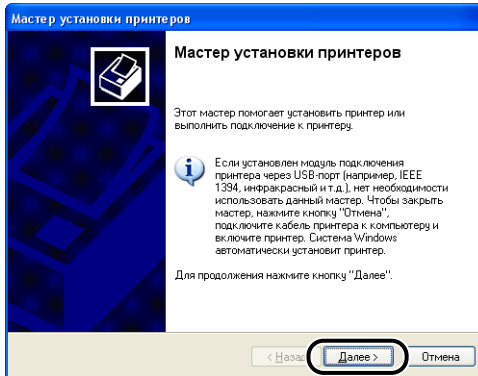 Мастер установки принтеров
Мастер установки принтеров
Этот мастер помогает установить принтер или
выполнить подключение к принтеру.
Если установлен модуль подключения
принтера через USB-порт (например, IEEE
1394, инфракрасный и т.д.), нет необходимости
использовать данный мастер. Чтобы закрыть
мастер, нажмите кнопку "Отмена",
подключите кабель принтера к компьютеру и
включите принтер. Система Windows
автоматически установит принтер.
Для продолжения нажмите кнопку "Далее".
< Назад Далее > Отмена